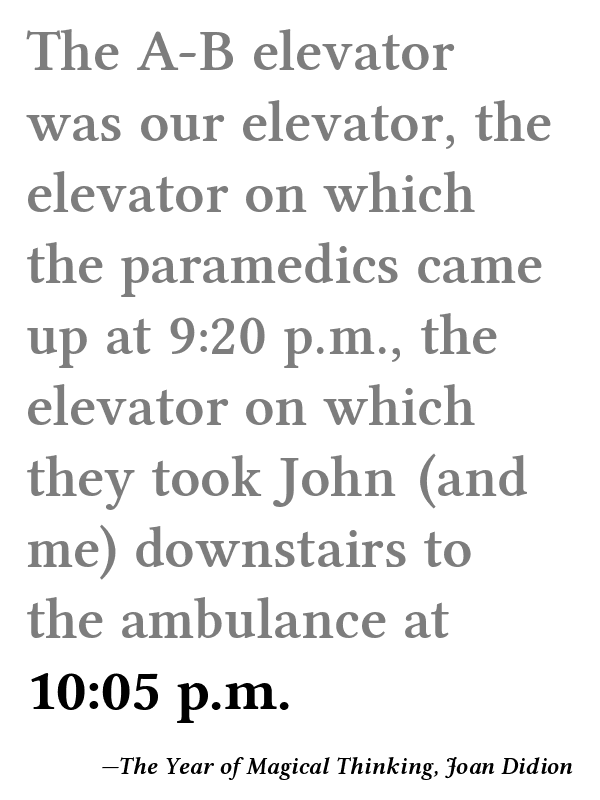 The A-B elevator
was our elevator, the
elevator on which
the paramedics came
up at 9:20 p.m., the
elevator on which
they took John (and
me) downstairs to
the ambulance at
10:05 p.m.
—The Year of Magical Thinking, Joan Didion